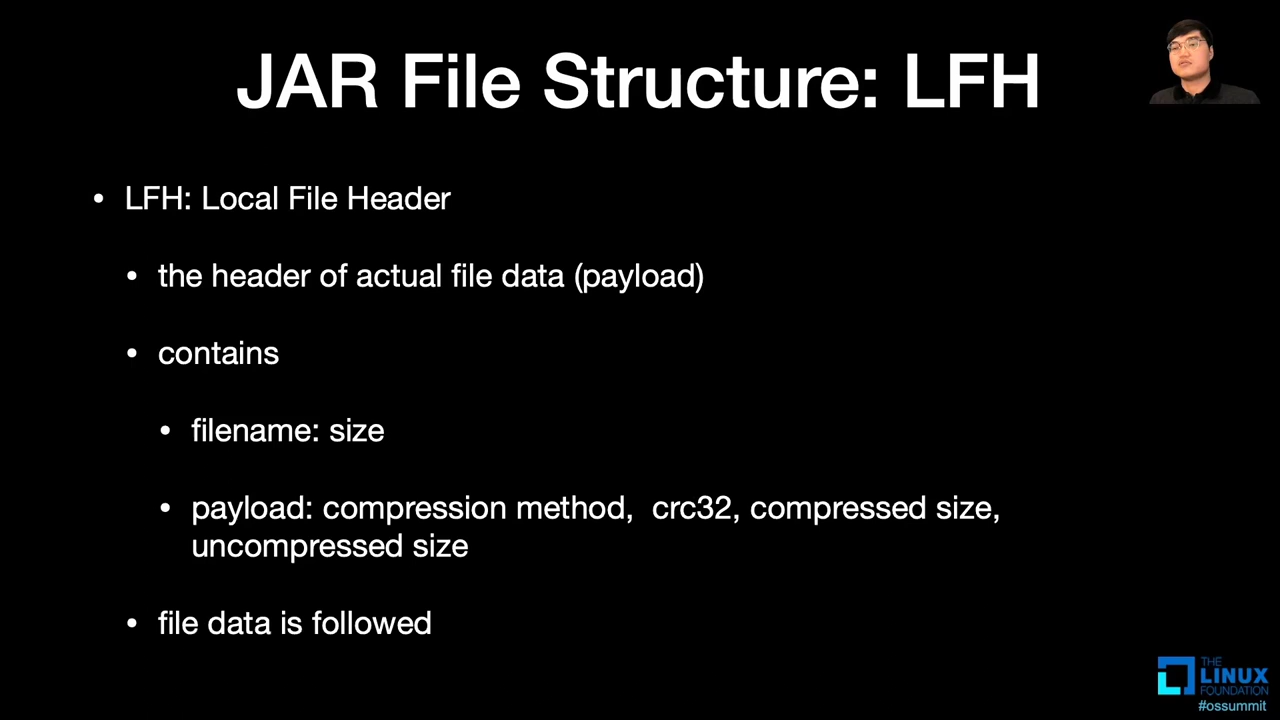 JAR File Structure: LFH
• LFH: Local File Header
• the header of actual file data (payload)
• contains
• filename: size
• payload: compression method,  crc32, compressed size,
uncompressed size
• file data is followed
THE
LINUX
FOUNDATION
#ossummit